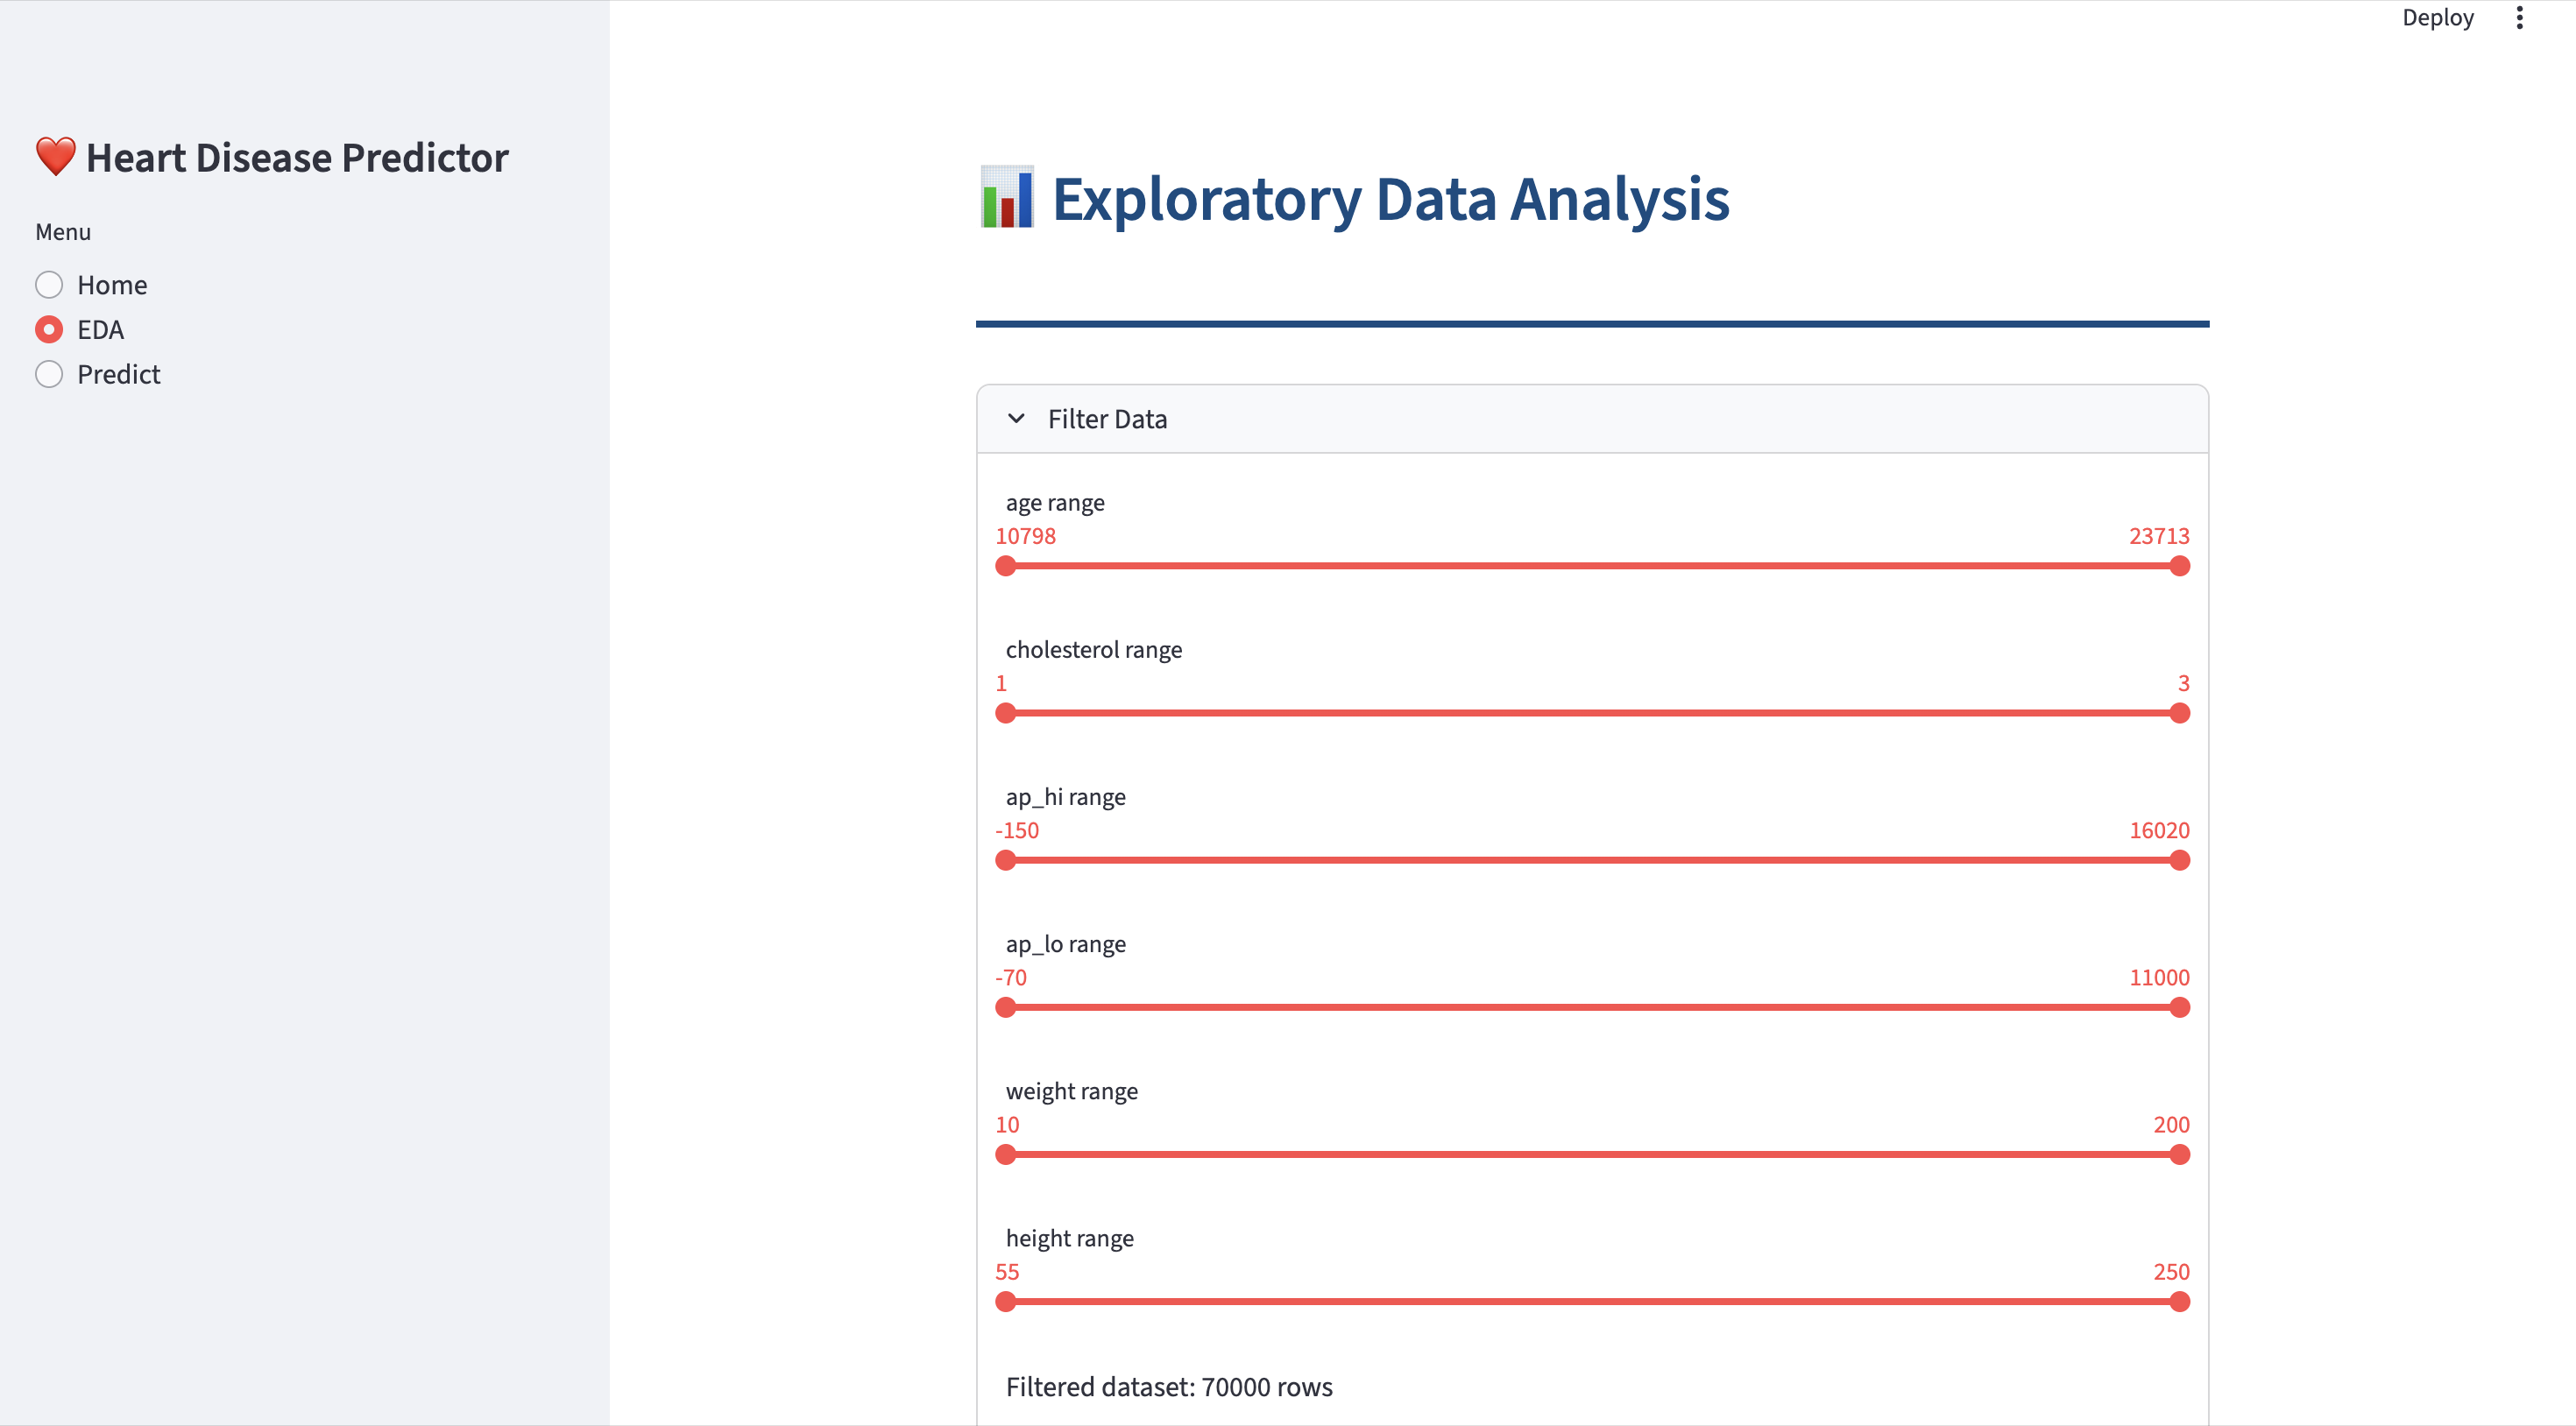 Deploy
Heart Disease Predictor
Menu
Home
EDA
Predict
Exploratory Data Analysis
Filter Data
age range
10798 23713
cholesterol range
1 3
ap_hi range
-150 16020
ap_lo range
-70 11000
weight range
10 200
height range
55 250
Filtered dataset: 70000 rows